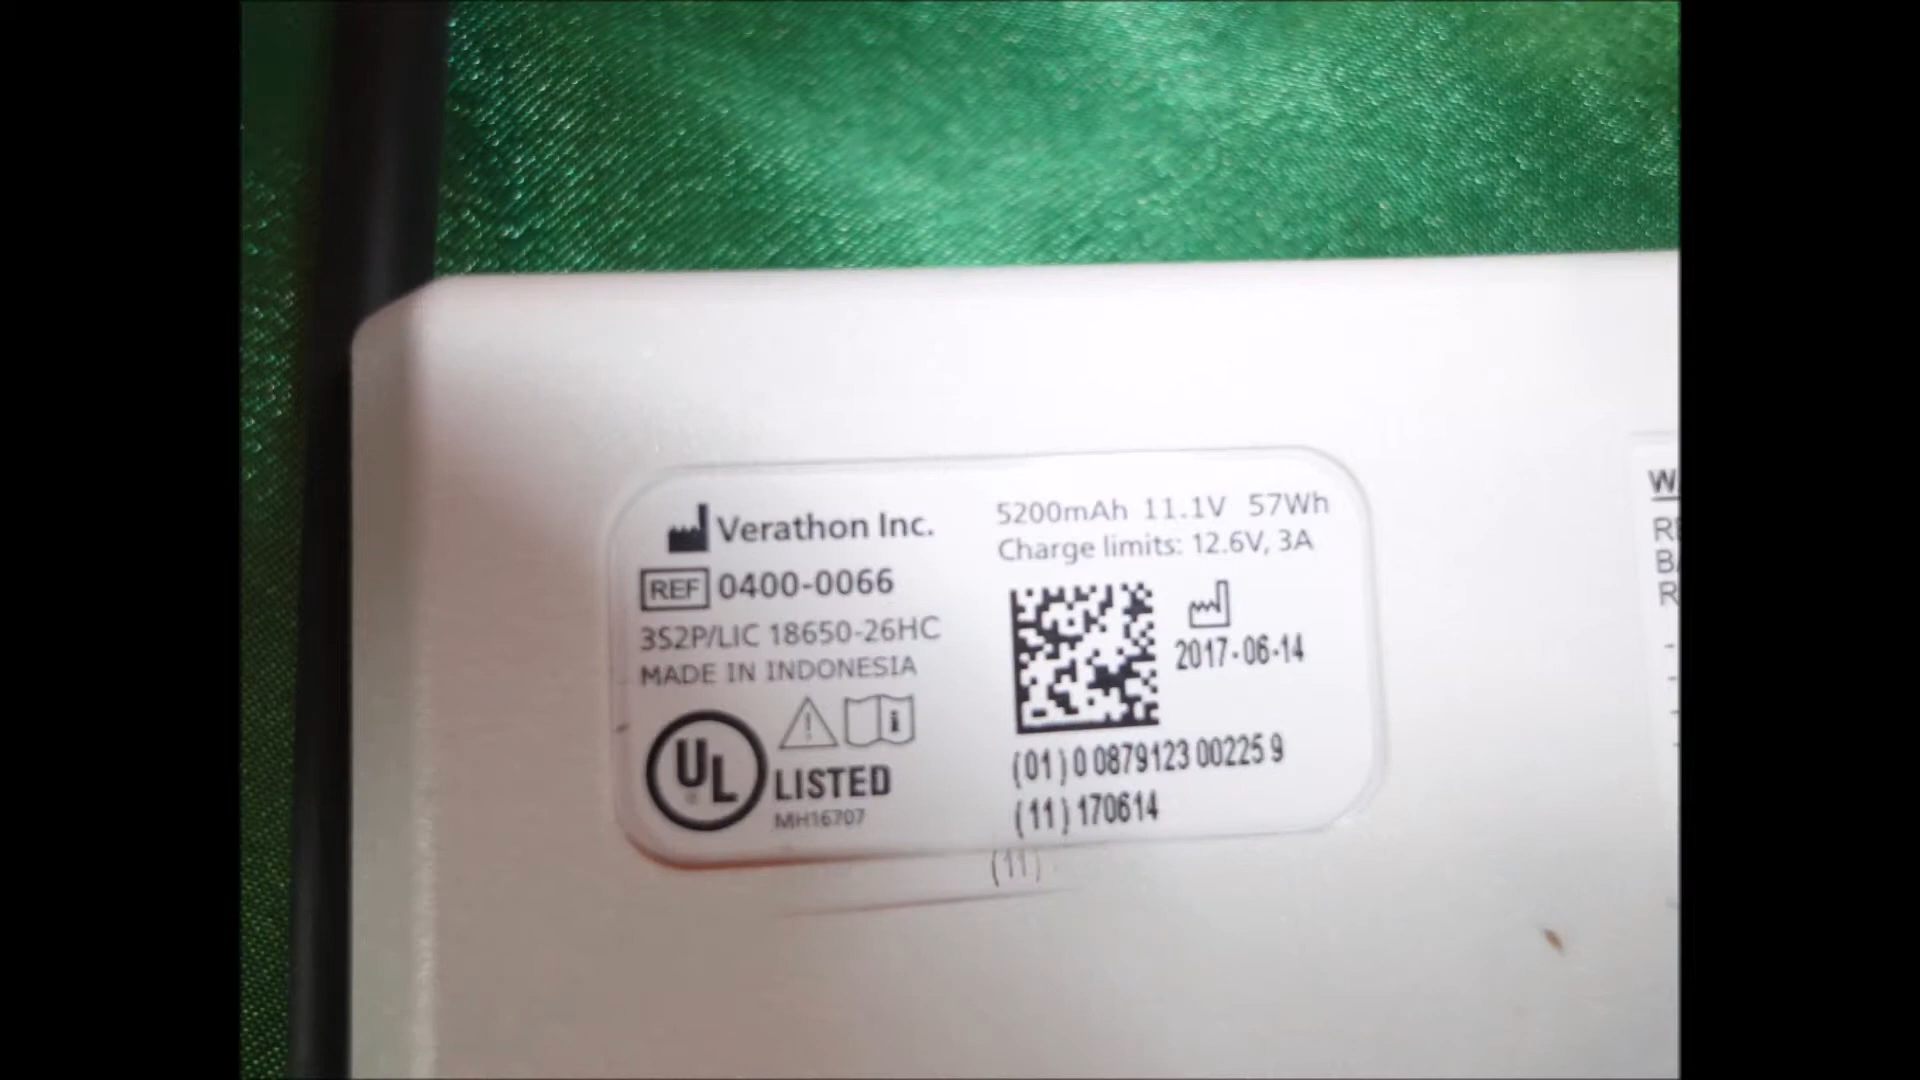 Verathon Inc.
REF 0400-0066
3S2P/LIC 18650-26HC
MADE IN INDONESIA
UL LISTED
MH16707
5200mAh 11.1V 57Wh
Charge limits: 12.6V, 3A
2017-06-14
(01)0 0879123 00225 9
(11)170614
(11)
W
R
B
R